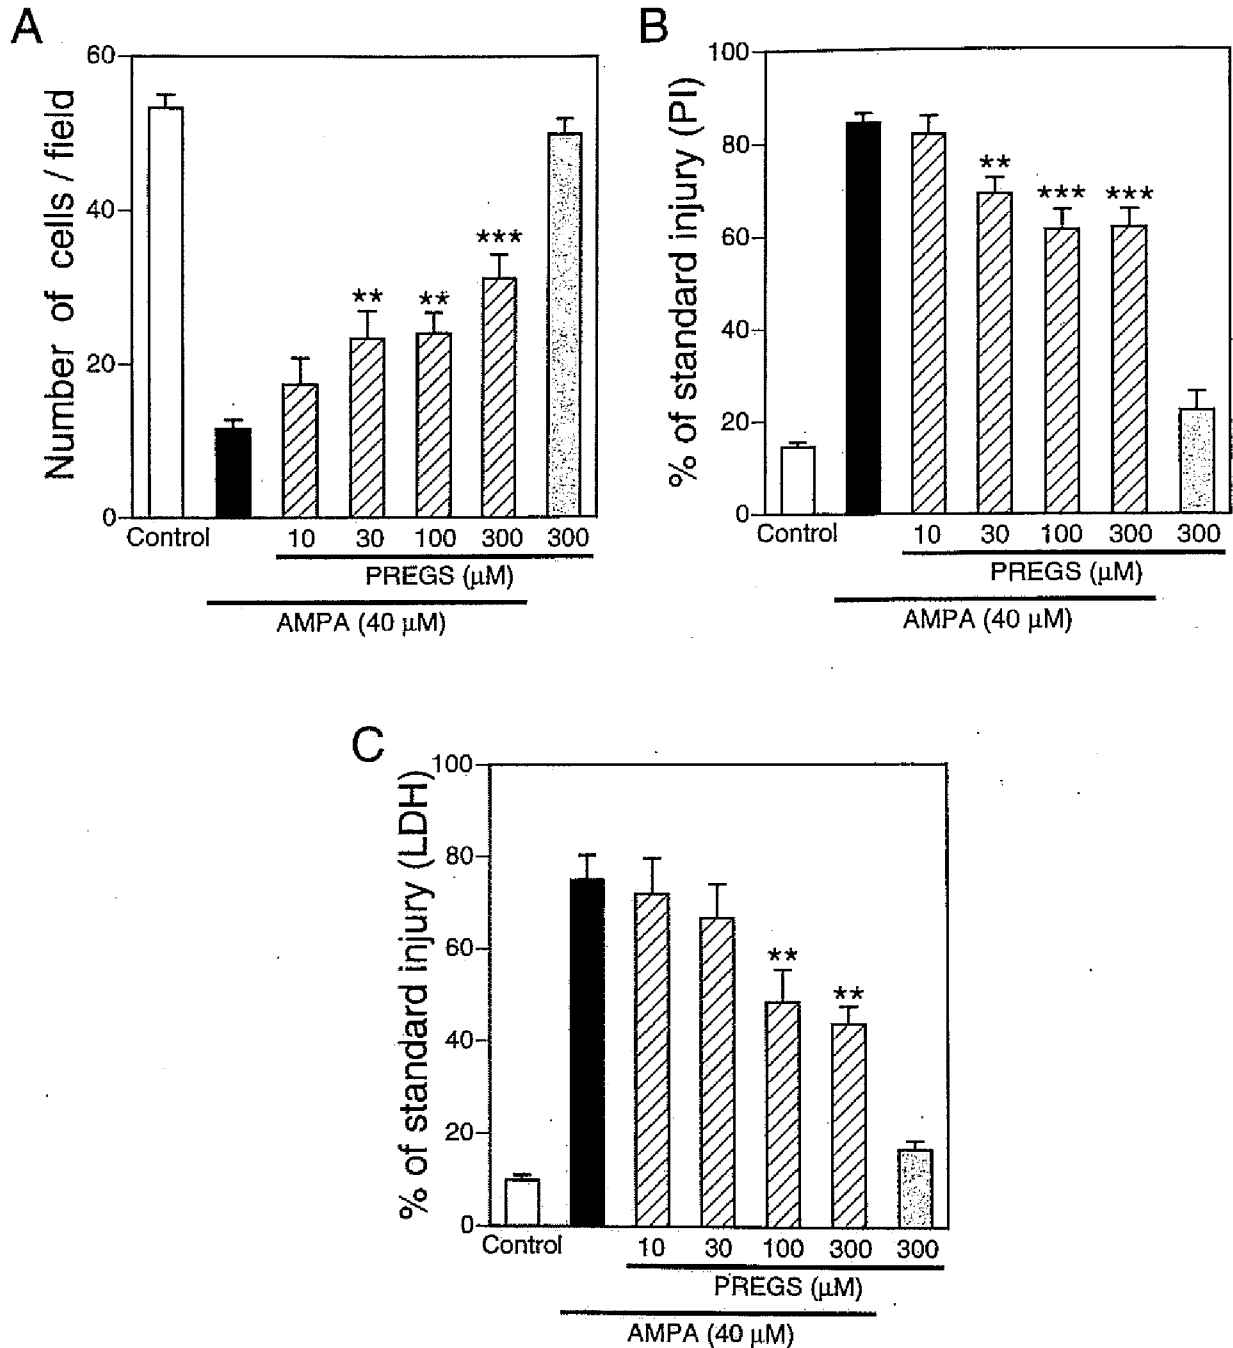 A
Number of cells / field
60
40
20
0
**
**
***
Control
10 30 100 300 300
PREGS (μM)
AMPA (40 μM)
B
% of standard injury (PI)
100
80
60
40
20
0
**
***
***
Control
10 30 100 300 300
PREGS (μM)
AMPA (40 μM)
C
% of standard injury (LDH)
100
80
60
40
20
0
**
**
Control
10 30 100 300 300
PREGS (μM)
AMPA (40 μM)